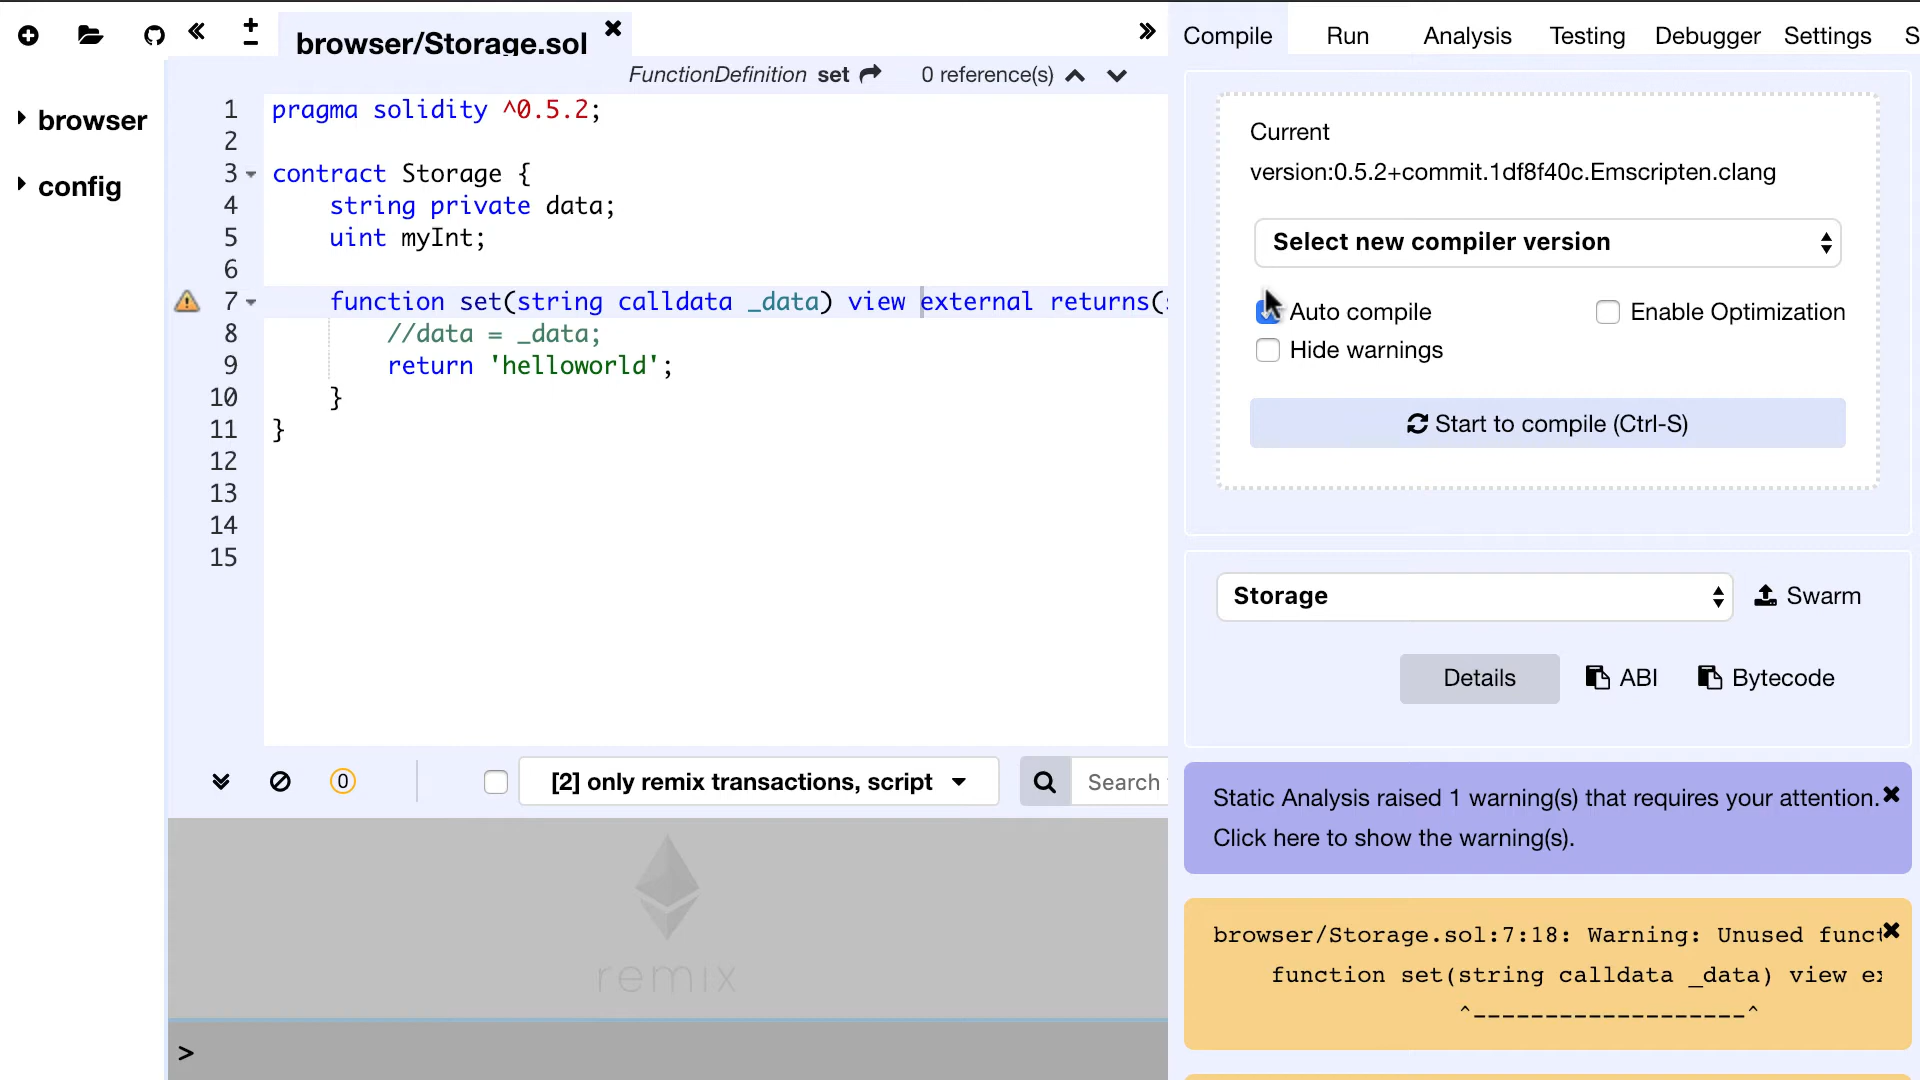 browser/Storage.sol
Compile Run Analysis Testing Debugger Settings S
FunctionDefinition set 0 reference(s)
browser
config
1 pragma solidity ^0.5.2;
2
3 contract Storage {
4 string private data;
5 uint myInt;
6
7 function set(string calldata _data) view external returns(s
8 //data = _data;
9 return 'helloworld';
10 }
11 }
12
13
14
15
0 [2] only remix transactions, script Search
remix
>
Current
version:0.5.2+commit.1df8f40c.Emscripten.clang
Select new compiler version
Auto compile Enable Optimization
Hide warnings
Start to compile (Ctrl-S)
Storage Swarm
Details ABI Bytecode
Static Analysis raised 1 warning(s) that requires your attention.
Click here to show the warning(s).
browser/Storage.sol:7:18: Warning: Unused funct
function set(string calldata _data) view ex
^-------------------^